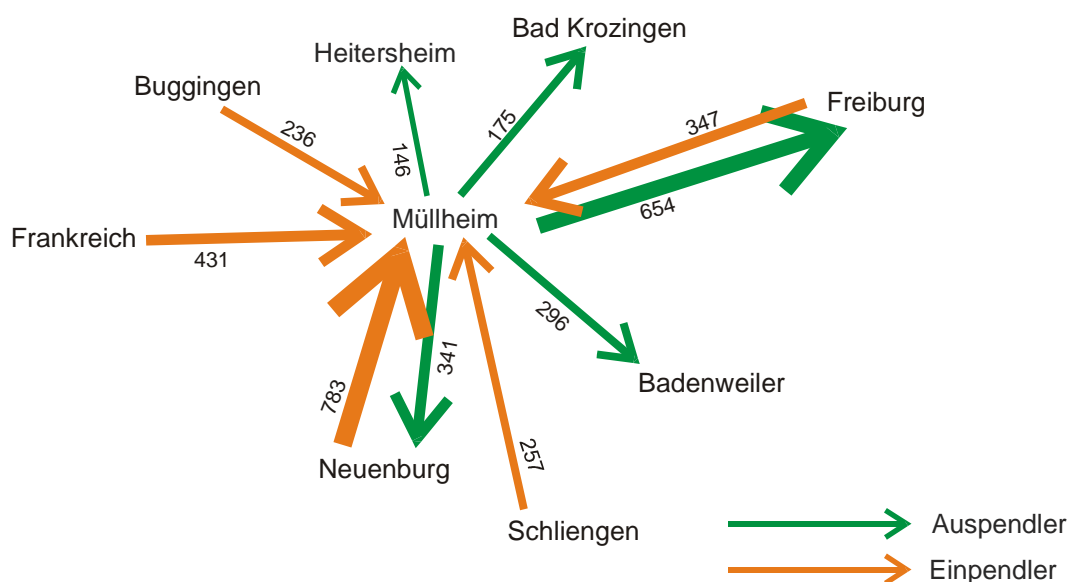 Bad Krozingen
Heitersheim
Buggingen
Freiburg
347
175
236
146
654
Müllheim
Frankreich
431
296
341
783
Badenweiler
257
Neuenburg
Schliengen
Auspendler
Einpendler